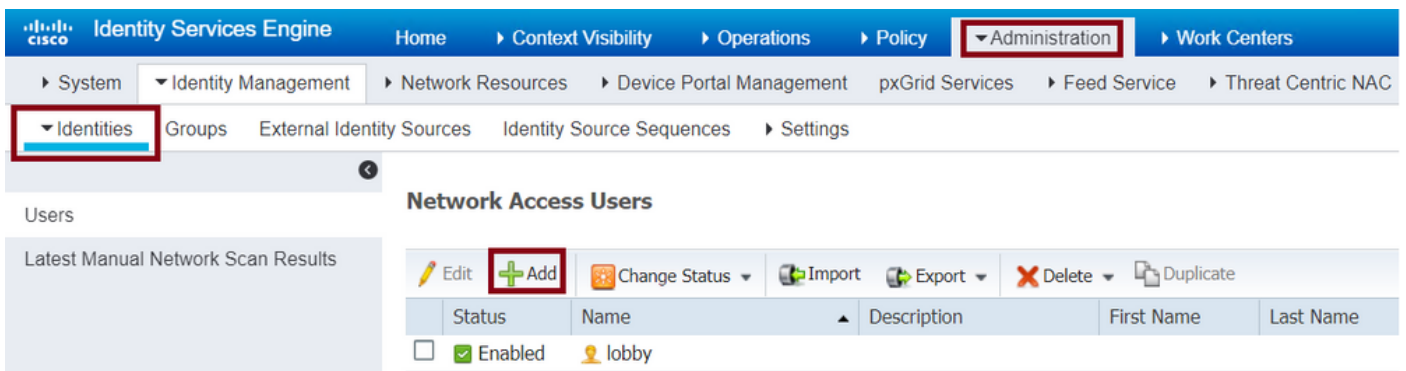 cisco Identity Services Engine Home Context Visibility Operations Policy Administration Work Centers
System Identity Management Network Resources Device Portal Management pxGrid Services Feed Service Threat Centric NAC
Identities Groups External Identity Sources Identity Source Sequences Settings
Users
Latest Manual Network Scan Results
Network Access Users
Edit Add Change Status Import Export Delete Duplicate
Status Name Description First Name Last Name
Enabled lobby